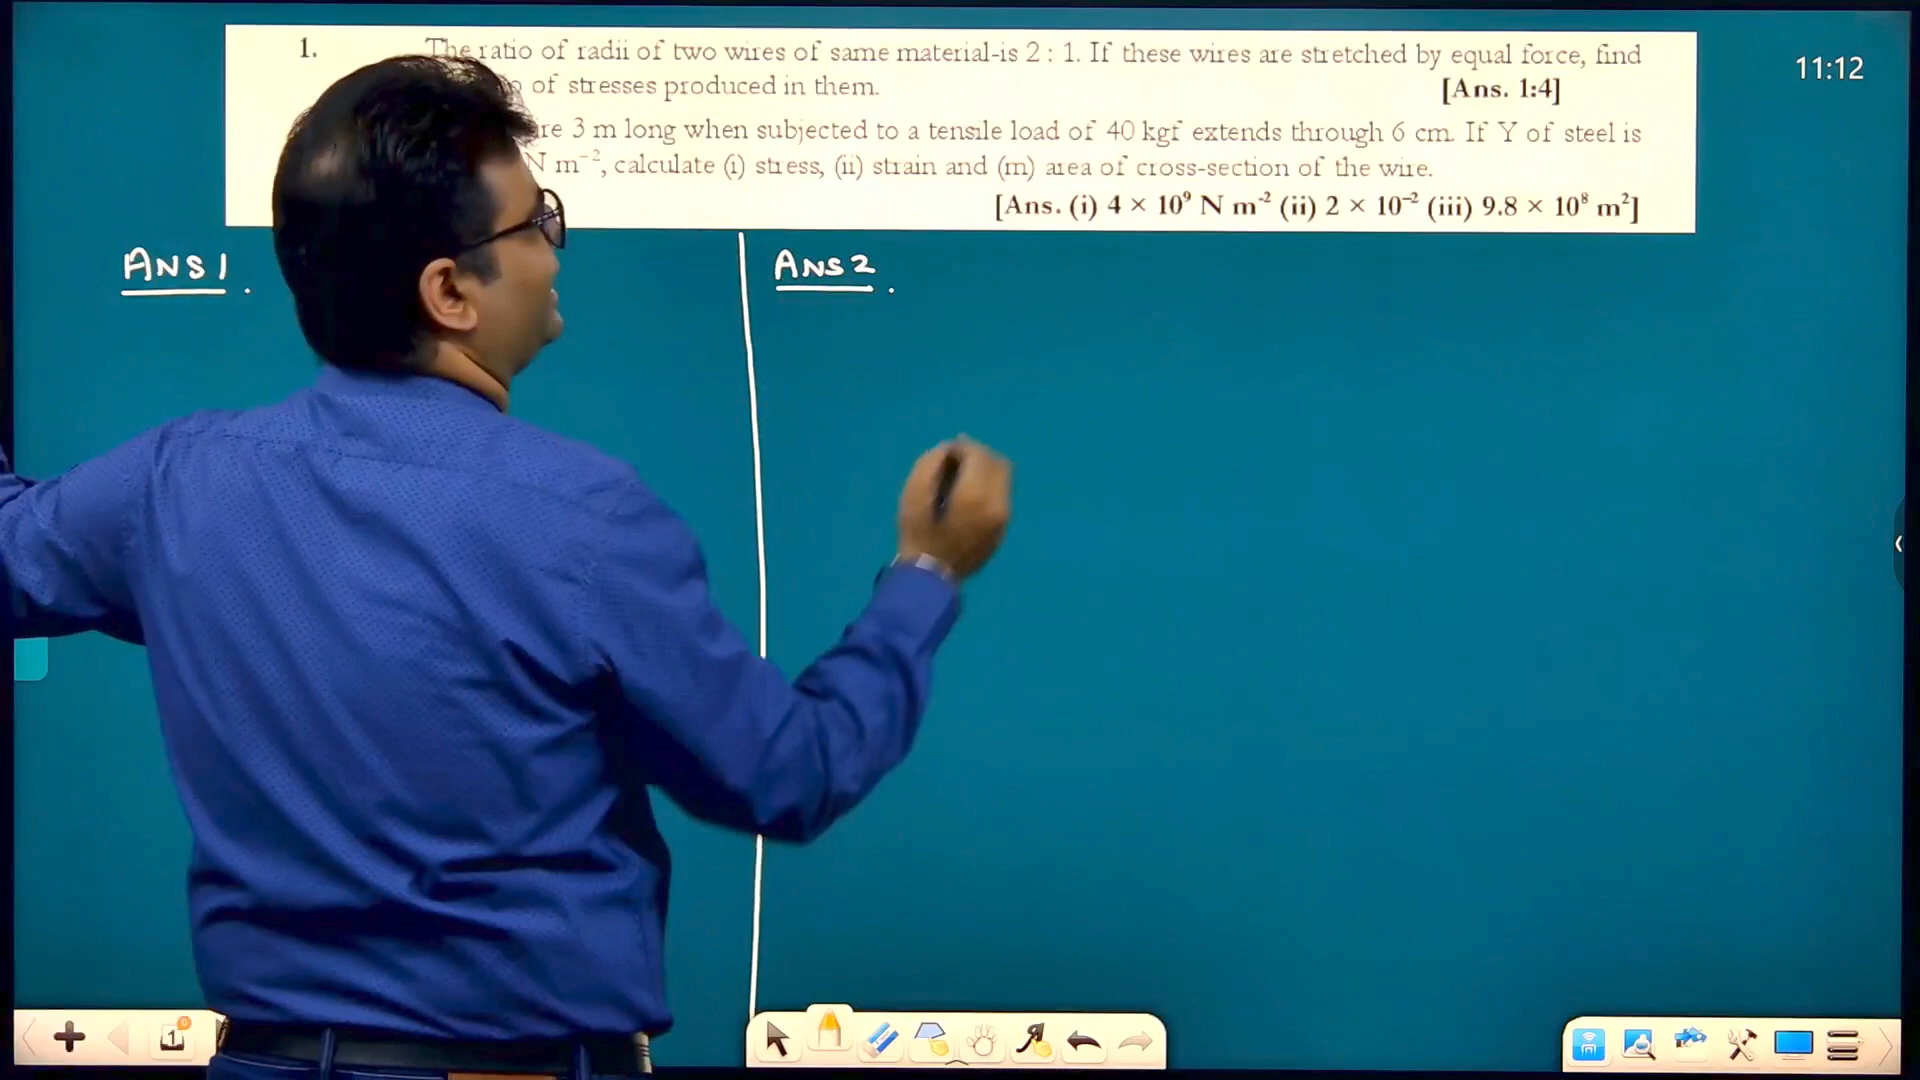 1. The ratio of radii of two wires of same material-is 2 : 1. If these wires are stretched by equal force, find
of stresses produced in them. [Ans. 1:4]
3 m long when subjected to a tensile load of 40 kgf extends through 6 cm. If Y of steel is
N m⁻², calculate (i) stress, (ii) strain and (m) area of cross-section of the wire.
[Ans. (i) 4 × 10⁹ N m⁻² (ii) 2 × 10⁻² (iii) 9.8 × 10⁸ m²]
11:12
ANS 1.
ANS 2.
1